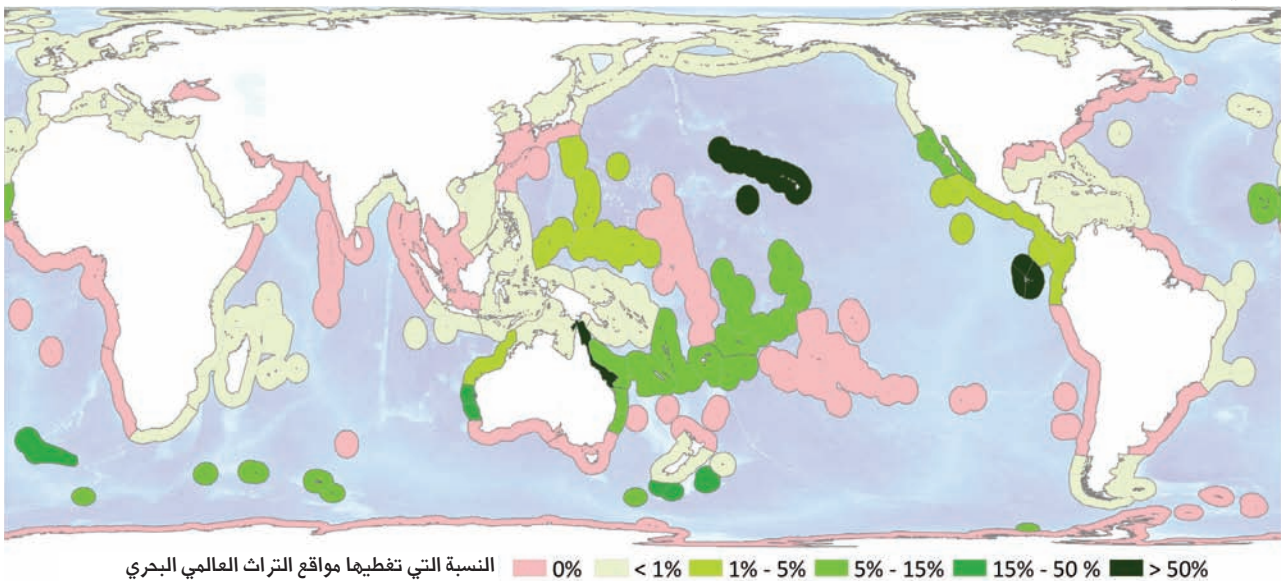 النسبة التي تغطيها مواقع التراث العالمي البحري 0% < 1% 1% - 5% 5% - 15% 15% - 50 % > 50%